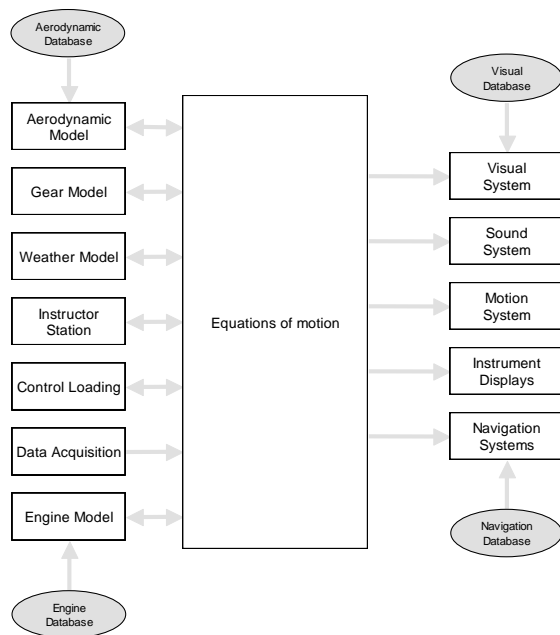 Aerodynamic
Database
Aerodynamic
Model
Gear Model
Weather Model
Instructor
Station
Control Loading
Data Acquisition
Engine Model
Engine
Database
Equations of motion
Visual
Database
Visual
System
Sound
System
Motion
System
Instrument
Displays
Navigation
Systems
Navigation
Database